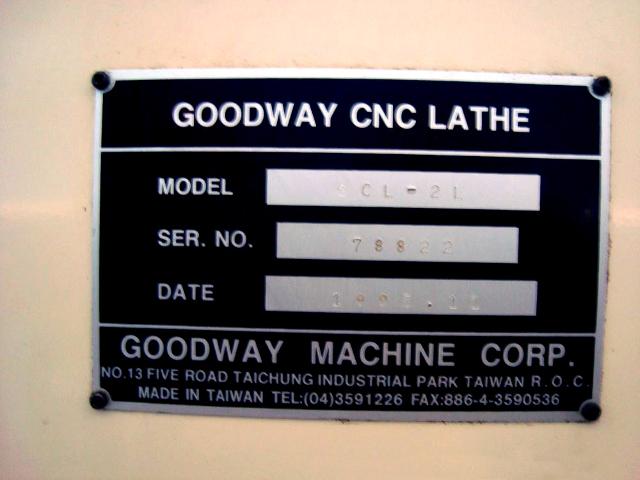 GOODWAY CNC LATHE
MODEL
SER. NO. 78822
DATE
GOODWAY MACHINE CORP.
NO.13 FIVE ROAD TAICHUNG INDUSTRIAL PARK TAIWAN R.O.C.
MADE IN TAIWAN TEL:(04)3591226 FAX:886-4-3590536